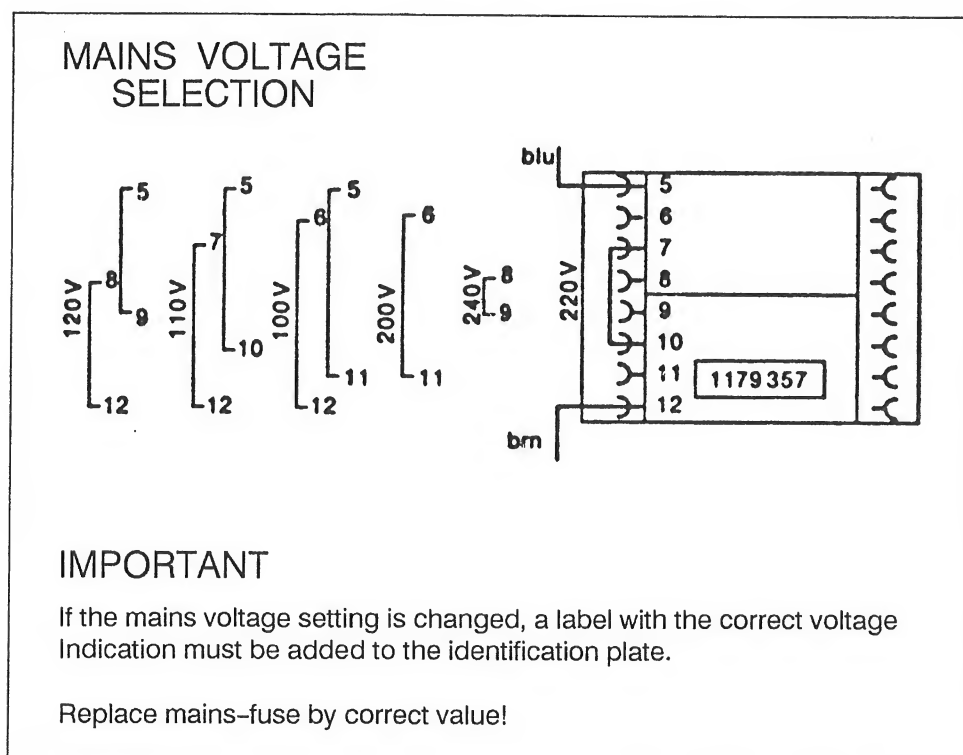 MAINS VOLTAGE
SELECTION
120V
5
8
9
12
110V
5
7
10
12
100V
5
6
11
12
200V
6
11
240V
8
9
220V
blu
brn
5
6
7
8
9
10
11
12
1179357
IMPORTANT
If the mains voltage setting is changed, a label with the correct voltage
Indication must be added to the identification plate.
Replace mains-fuse by correct value!